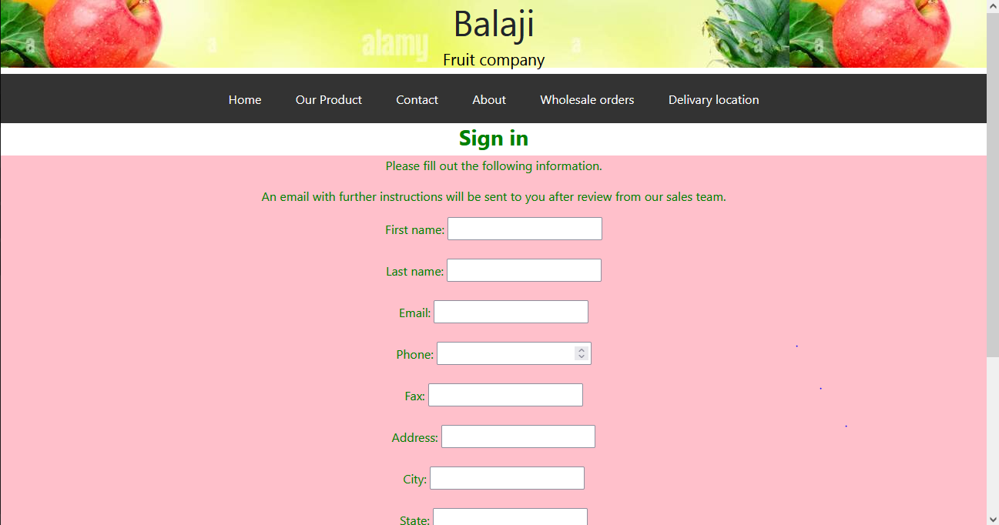 Balaji
a a alamy a a a
Fruit company
Home Our Product Contact About Wholesale orders Delivary location
Sign in
Please fill out the following information.
An email with further instructions will be sent to you after review from our sales team.
First name:
Last name:
Email:
Phone:
Fax:
Address:
City:
State: